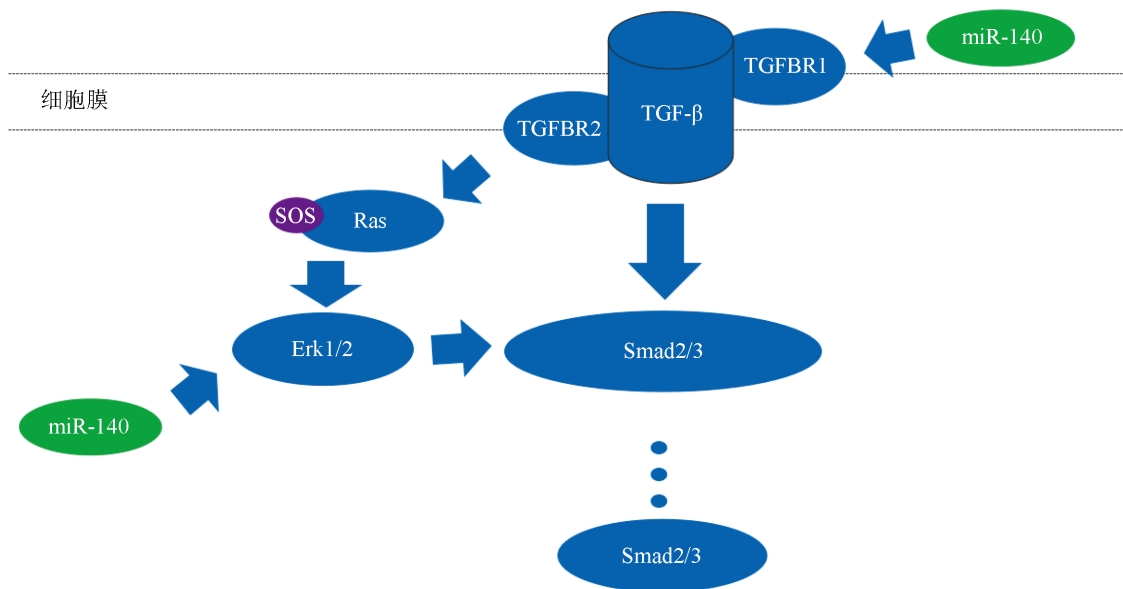 miR-140
TGFBR1
细胞膜
TGF-β
TGFBR2
SOS
Ras
Erk1/2
Smad2/3
miR-140
Smad2/3